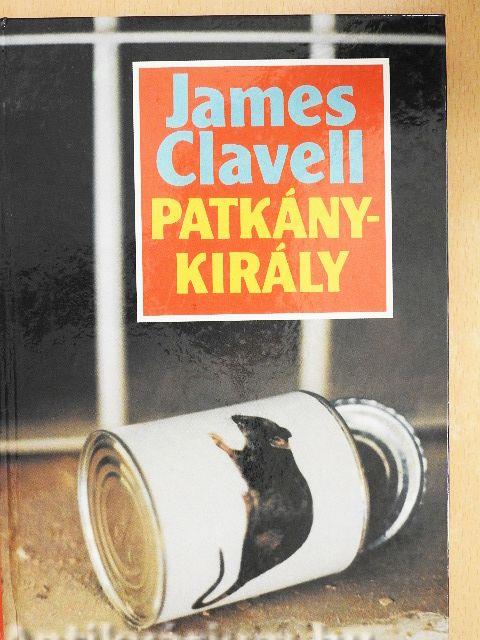 James
Clavell
PATKÁNY-
KIRÁLY